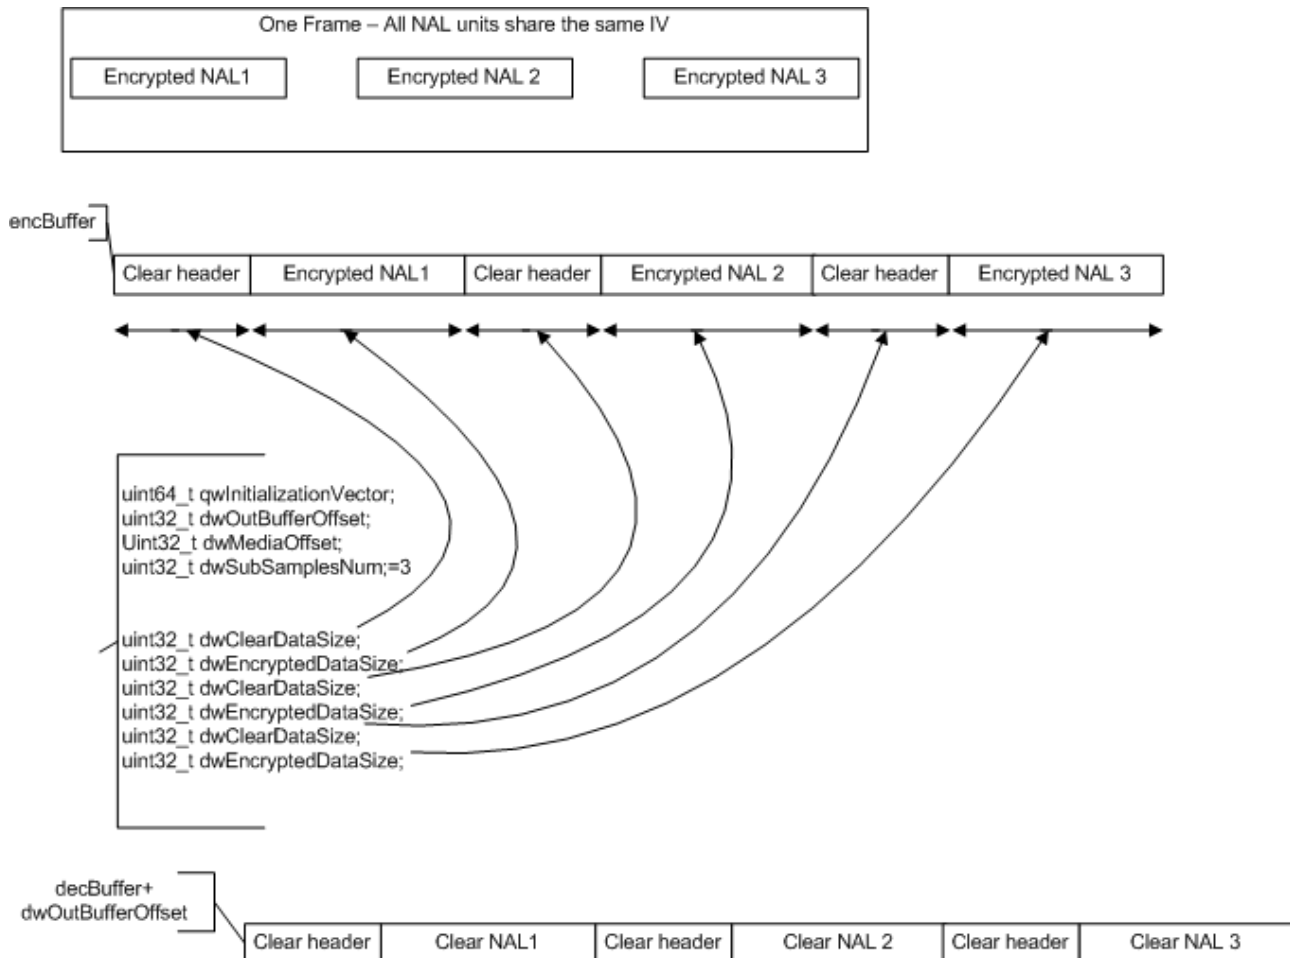 One Frame – All NAL units share the same IV
Encrypted NAL1
Encrypted NAL 2
Encrypted NAL 3
encBuffer
Clear header
Encrypted NAL1
Clear header
Encrypted NAL 2
Clear header
Encrypted NAL 3
uint64_t qwInitializationVector;
uint32_t dwOutBufferOffset;
Uint32_t dwMediaOffset;
uint32_t dwSubSamplesNum;=3
uint32_t dwClearDataSize;
uint32_t dwEncryptedDataSize;
uint32_t dwClearDataSize;
uint32_t dwEncryptedDataSize;
uint32_t dwClearDataSize;
uint32_t dwEncryptedDataSize;
decBuffer+
dwOutBufferOffset
Clear header
Clear NAL1
Clear header
Clear NAL 2
Clear header
Clear NAL 3